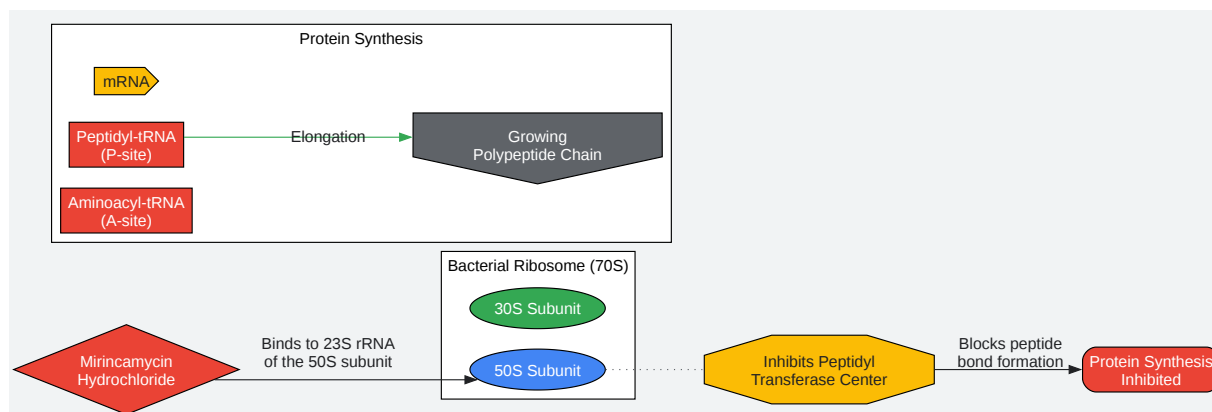 Protein Synthesis
mRNA
Peptidyl-tRNA
(P-site)
Elongation
Growing
Polypeptide Chain
Aminoacyl-tRNA
(A-site)
Bacterial Ribosome (70S)
30S Subunit
Mirincamycin
Hydrochloride
Binds to 23S rRNA
of the 50S subunit
50S Subunit
Inhibits Peptidyl
Transferase Center
Blocks peptide
bond formation
Protein Synthesis
Inhibited